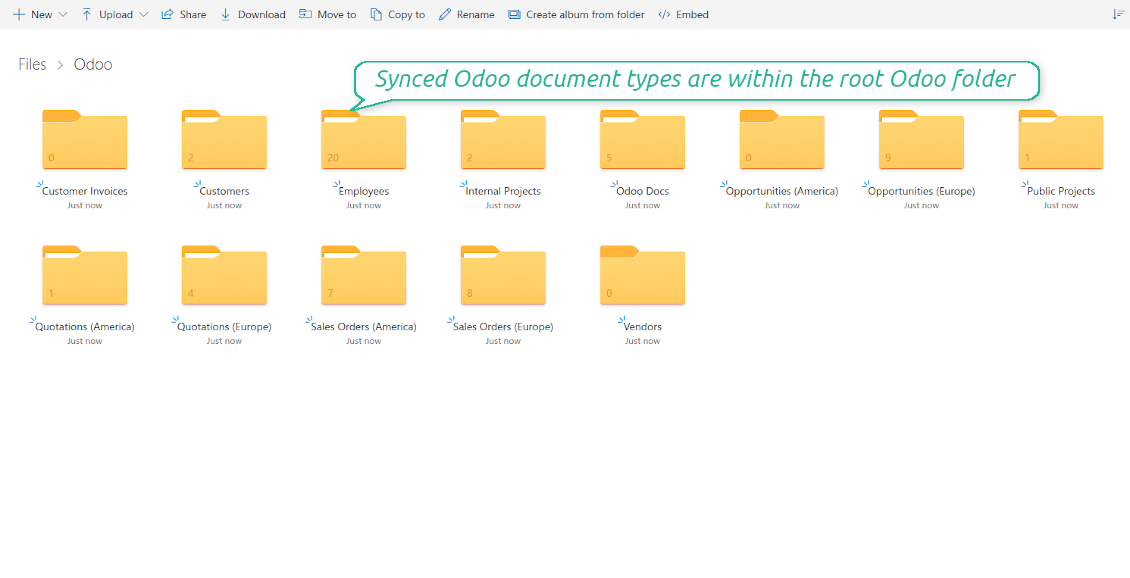 New Upload Share Download Move to Copy to Rename Create album from folder Embed
Files > Odoo
Synced Odoo document types are within the root Odoo folder
0 2 20 2 5 0 9 1
Customer Invoices Customers Employees Internal Projects Odoo Docs Opportunities (America) Opportunities (Europe) Public Projects
Just now Just now Just now Just now Just now Just now Just now Just now
1 4 7 8 0
Quotations (America) Quotations (Europe) Sales Orders (America) Sales Orders (Europe) Vendors
Just now Just now Just now Just now Just now